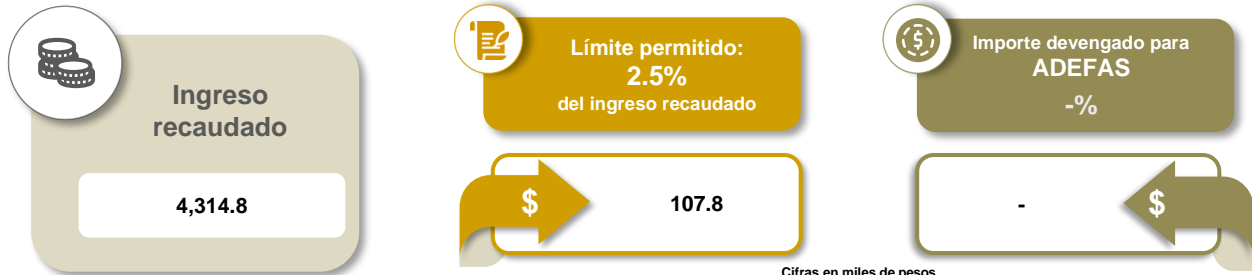 Ingreso
recaudado
4,314.8
Límite permitido:
2.5%
del ingreso recaudado
$
107.8
Importe devengado para
ADEFAS
-%
-
$
Cifras en miles de pesos